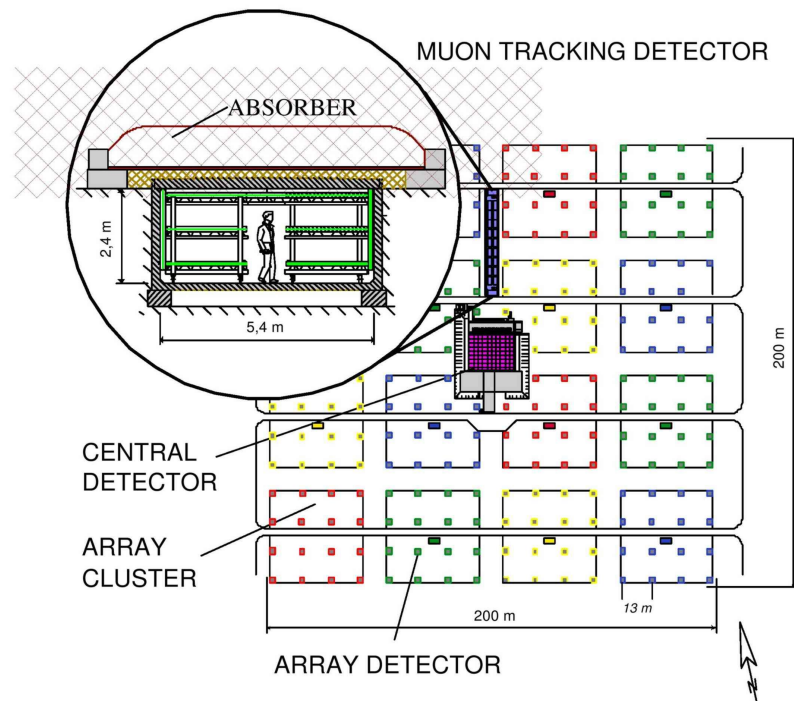 MUON TRACKING DETECTOR
ABSORBER
2,4 m
5,4 m
200 m
CENTRAL
DETECTOR
ARRAY
CLUSTER
13 m
200 m
ARRAY DETECTOR
N